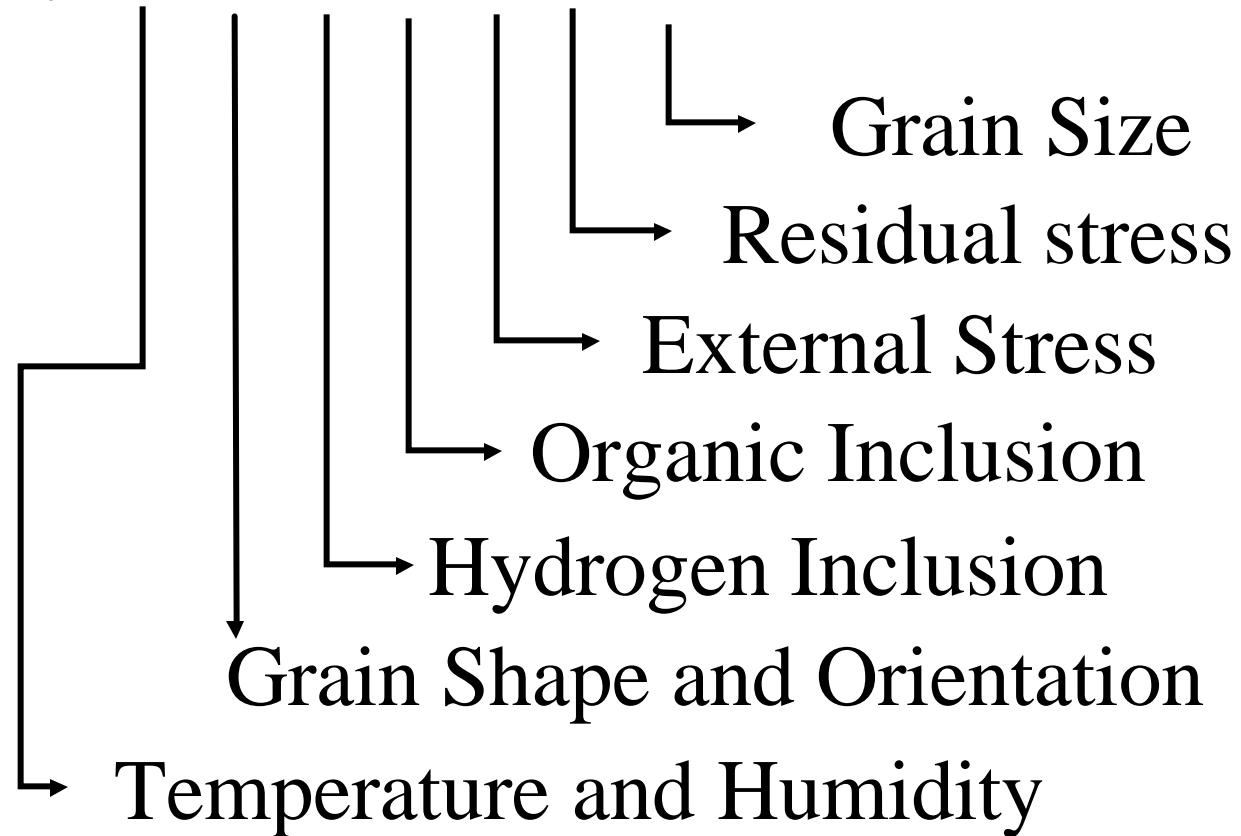 Grain Size
Residual stress
External Stress
Organic Inclusion
Hydrogen Inclusion
Grain Shape and Orientation
Temperature and Humidity